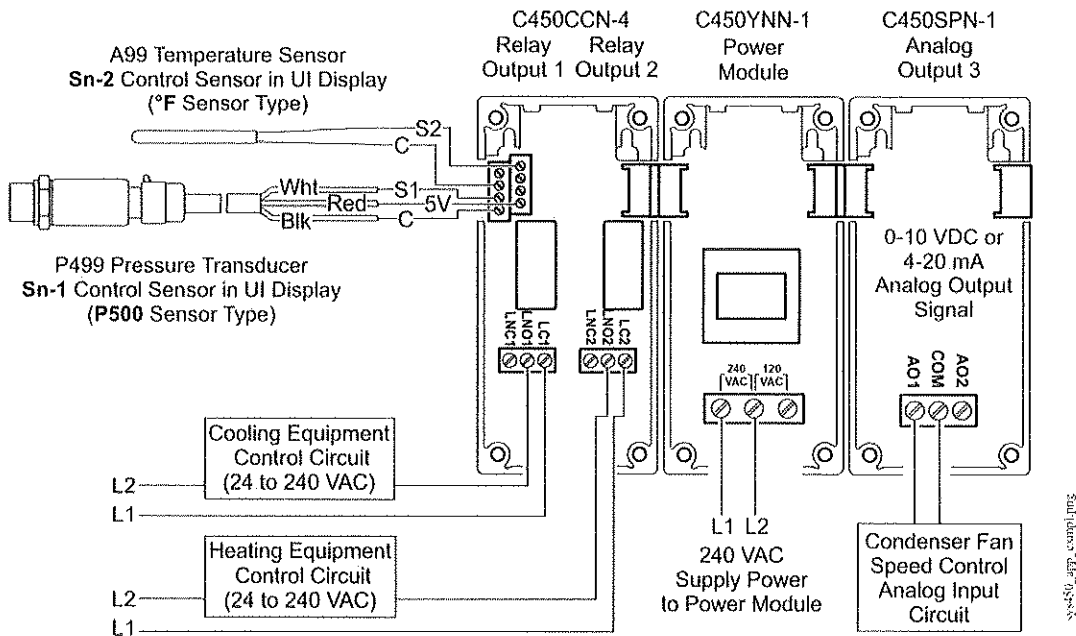 C450CCN-4
Relay
Output 1
Relay
Output 2
C450YNN-1
Power
Module
C450SPN-1
Analog
Output 3
A99 Temperature Sensor
Sn-2 Control Sensor in UI Display
(°F Sensor Type)
S2
C
Wht
S1
Red
5V
Blk
C
P499 Pressure Transducer
Sn-1 Control Sensor in UI Display
(P500 Sensor Type)
LNC1
LNO1
LC1
LNC2
LNO2
LC2
240
VAC
120
VAC
0-10 VDC or
4-20 mA
Analog Output
Signal
AO1
COM
AO2
Cooling Equipment
Control Circuit
(24 to 240 VAC)
L2
L1
Heating Equipment
Control Circuit
(24 to 240 VAC)
L2
L1
L1 L2
240 VAC
Supply Power
to Power Module
Condenser Fan
Speed Control
Analog Input
Circuit